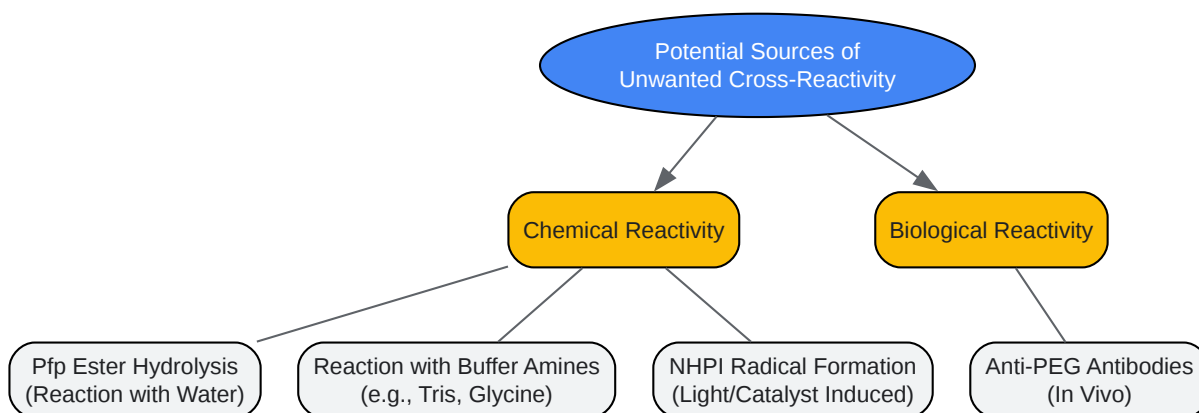 Potential Sources of
Unwanted Cross-Reactivity
Chemical Reactivity
Biological Reactivity
Pfp Ester Hydrolysis
(Reaction with Water)
Reaction with Buffer Amines
(e.g., Tris, Glycine)
NHPI Radical Formation
(Light/Catalyst Induced)
Anti-PEG Antibodies
(In Vivo)